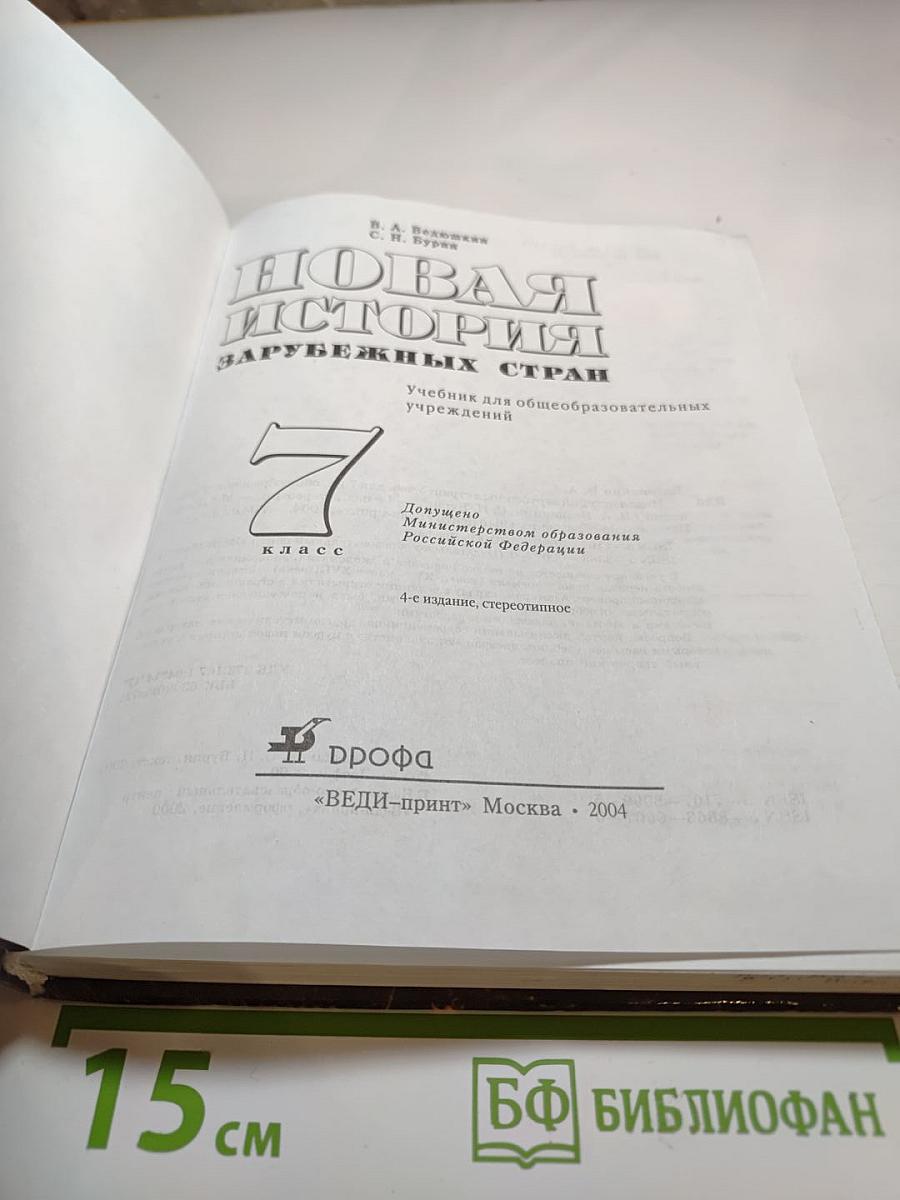 В. А. Ведюшкин
С. Н. Бурин
НОВАЯ
ИСТОРИЯ
ЗАРУБЕЖНЫХ СТРАН
Учебник для общеобразовательных
учреждений
7
класс
Допущено
Министерством образования
Российской Федерации
4-е издание, стереотипное
дрофа
«ВЕДИ–принт» Москва • 2004
15 см
БФ БИБЛИОФАН